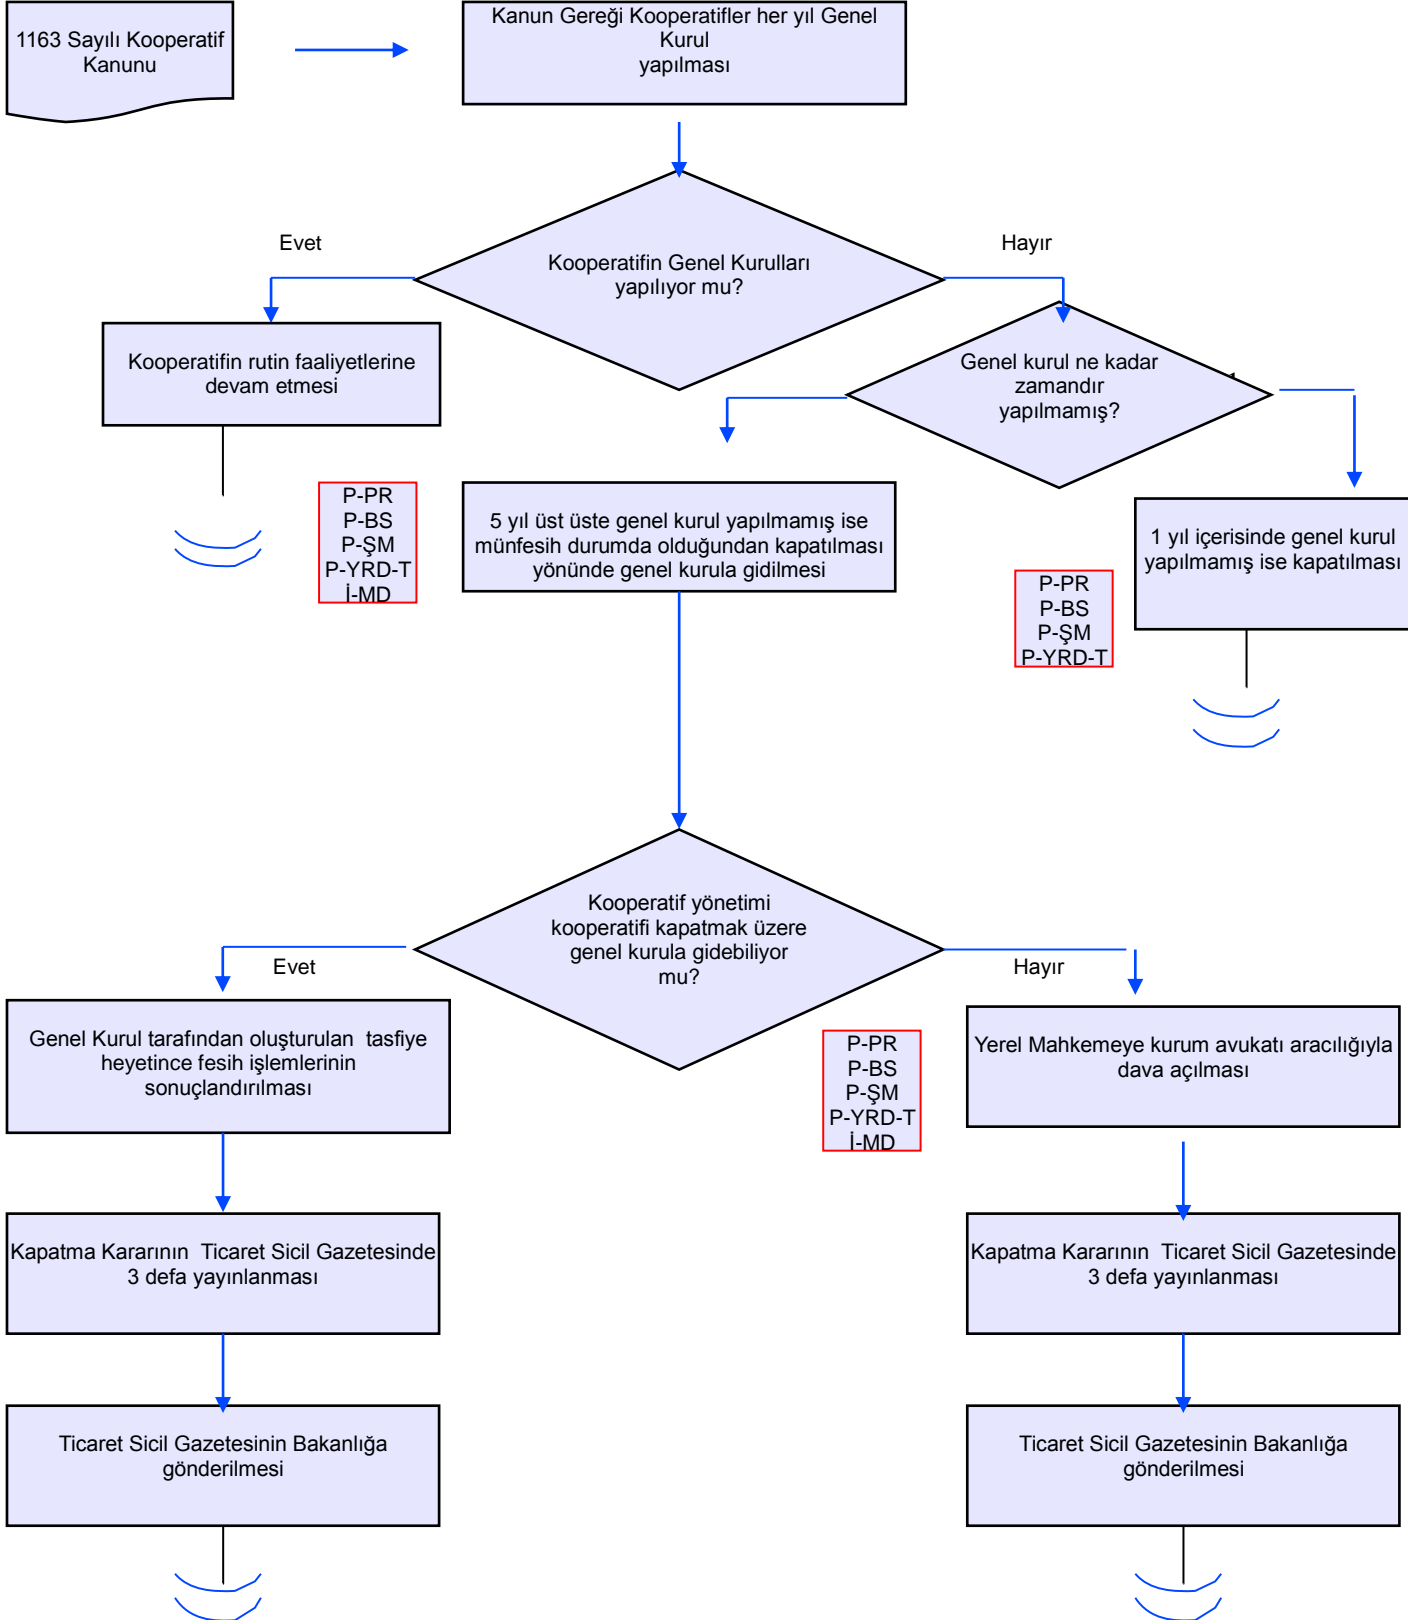 1163 Sayılı Kooperatif
Kanunu
Kanun Gereği Kooperatifler her yıl Genel
Kurul
yapılması
Kooperatifin Genel Kurulları
yapılıyor mu?
Evet
Hayır
Kooperatifin rutin faaliyetlerine
devam etmesi
Genel kurul ne kadar
zamandır
yapılmamış?
P-PR
P-BS
P-ŞM
P-YRD-T
İ-MD
5 yıl üst üste genel kurul yapılmamış ise
münfesih durumda olduğundan kapatılması
yönünde genel kurula gidilmesi
1 yıl içerisinde genel kurul
yapılmamış ise kapatılması
P-PR
P-BS
P-ŞM
P-YRD-T
Kooperatif yönetimi
kooperatifi kapatmak üzere
genel kurula gidebiliyor
mu?
Evet
Hayır
Genel Kurul tarafından oluşturulan  tasfiye
heyetince fesih işlemlerinin
sonuçlandırılması
P-PR
P-BS
P-ŞM
P-YRD-T
İ-MD
Yerel Mahkemeye kurum avukatı aracılığıyla
dava açılması
Kapatma Kararının  Ticaret Sicil Gazetesinde
3 defa yayınlanması
Kapatma Kararının  Ticaret Sicil Gazetesinde
3 defa yayınlanması
Ticaret Sicil Gazetesinin Bakanlığa
gönderilmesi
Ticaret Sicil Gazetesinin Bakanlığa
gönderilmesi